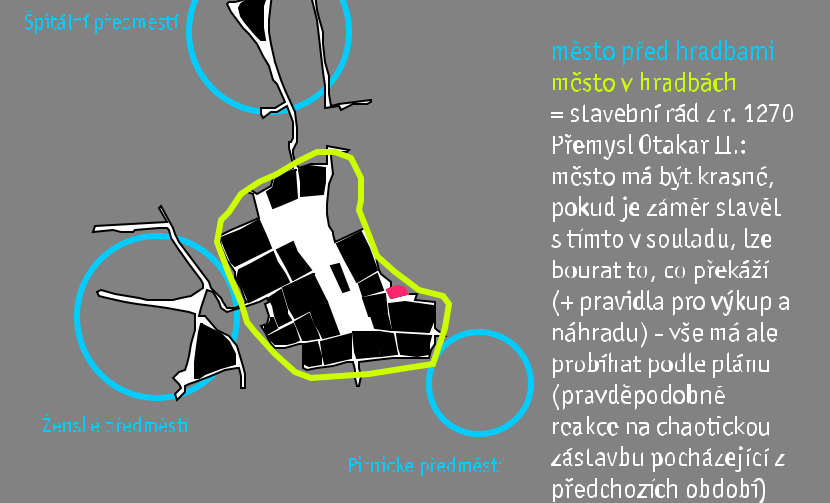 Špitální předměstí
město před hradbami
město v hradbách
= stavební řád z r. 1270
Přemysl Otakar II.:
město má být krásné,
pokud je záměr stavět
s tímto v souladu, lze
bourat to, co překáží
(+ pravidla pro výkup a
náhradu) - vše má ale
probíhat podle plánu
(pravděpodobně
reakce na chaotickou
zástavbu pocházející z
předchozích období)
Ženské předměstí
Pirnické předměstí